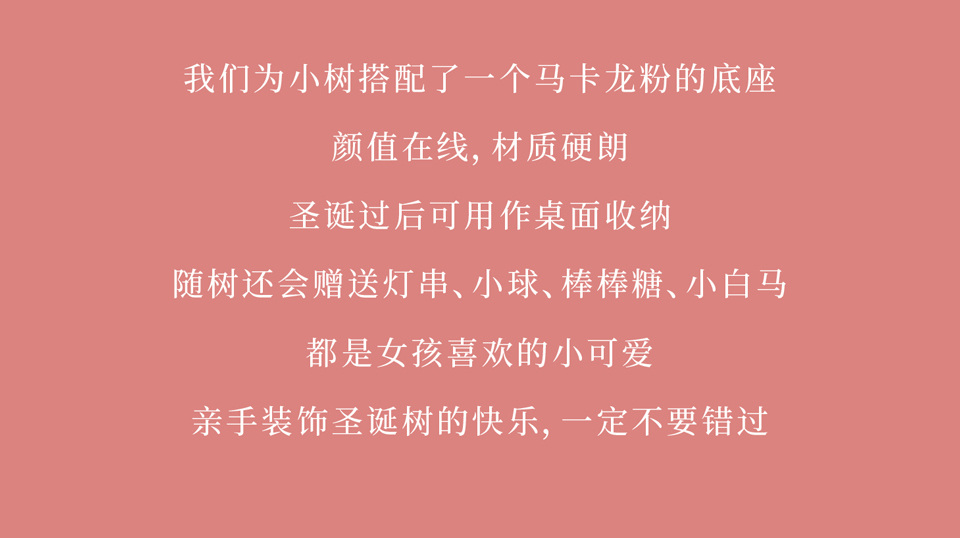 我们为小树搭配了一个马卡龙粉的底座
颜值在线,材质硬朗
圣诞过后可用作桌面收纳
随树还会赠送灯串、小球、棒棒糖、小白马
都是女孩喜欢的小可爱
亲手装饰圣诞树的快乐,一定不要错过